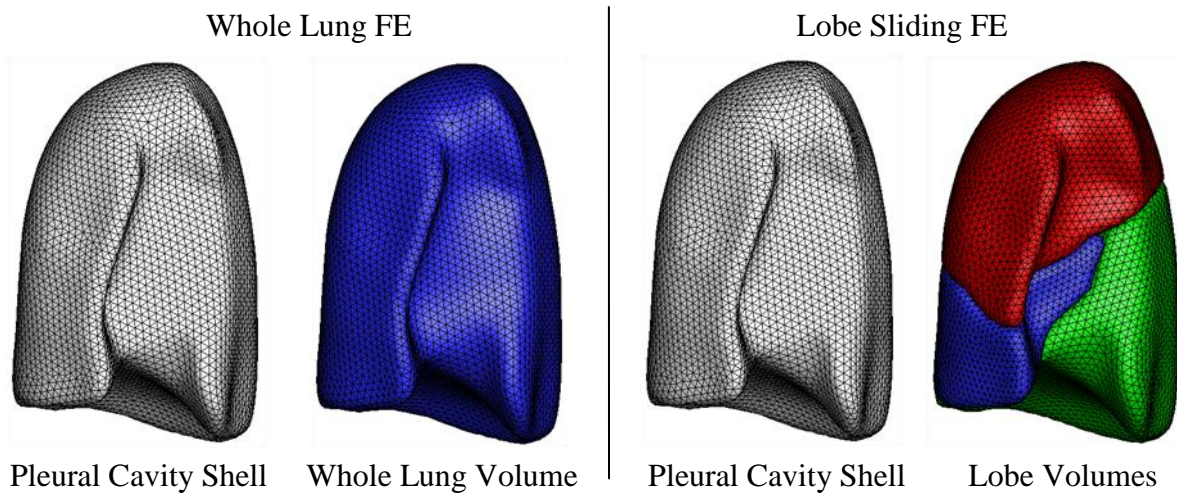 Whole Lung FE
Lobe Sliding FE
Pleural Cavity Shell
Whole Lung Volume
Pleural Cavity Shell
Lobe Volumes